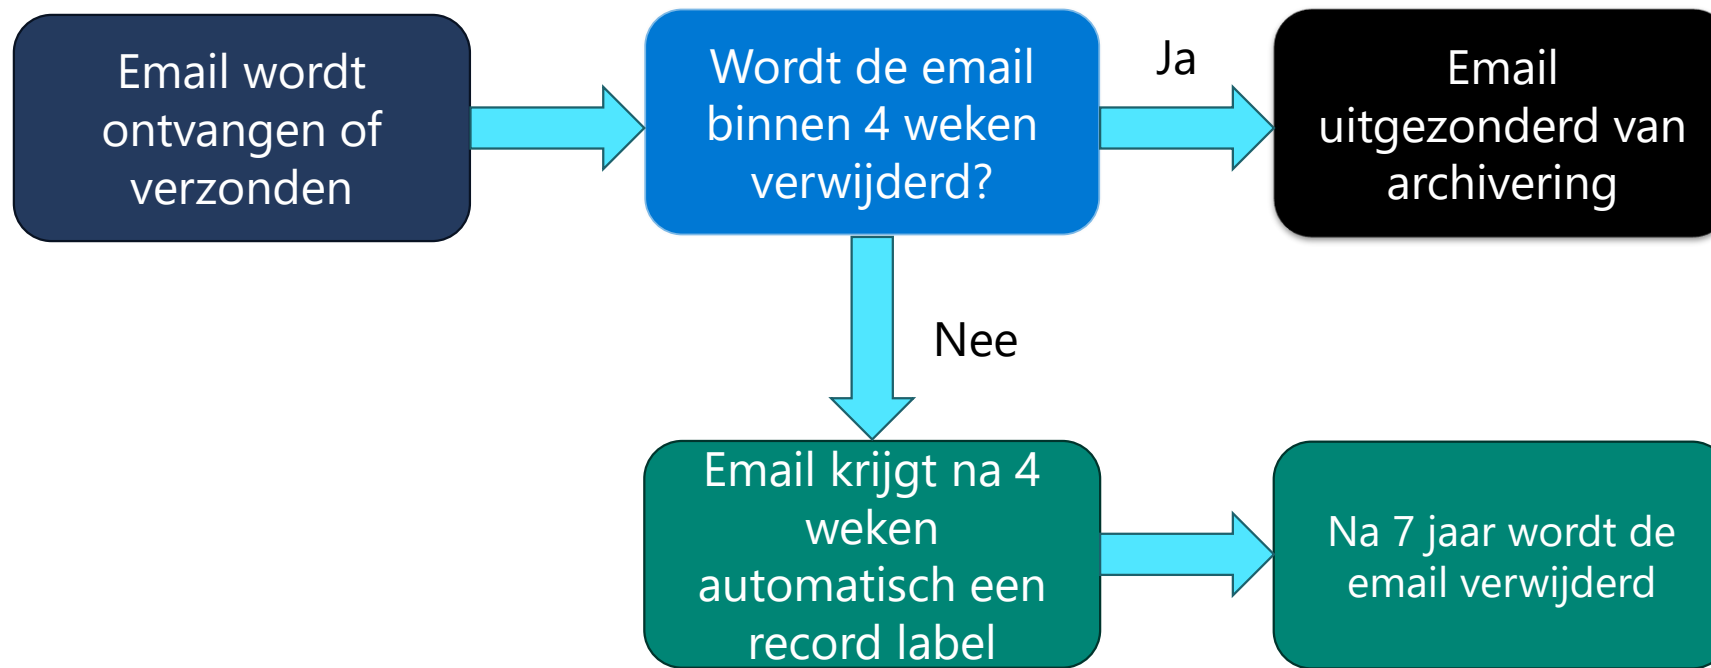 Email wordt
ontvangen of
verzonden
Wordt de email
binnen 4 weken
verwijderd?
Ja
Email
uitgezonderd van
archivering
Nee
Email krijgt na 4
weken
automatisch een
record label
Na 7 jaar wordt de
email verwijderd